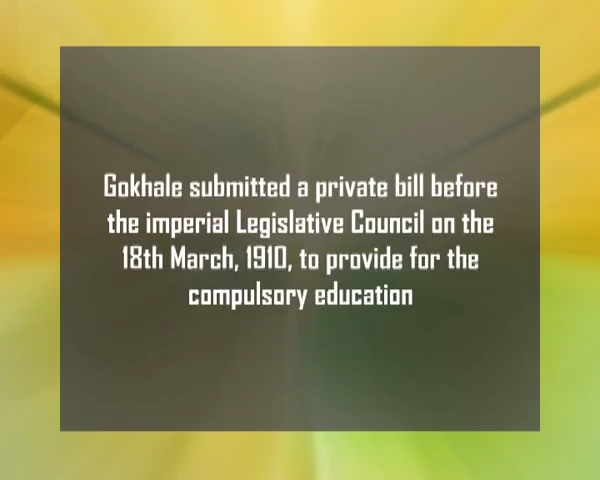 Gokhale submitted a private bill before
the imperial Legislative Council on the
18th March, 1910, to provide for the
compulsory education